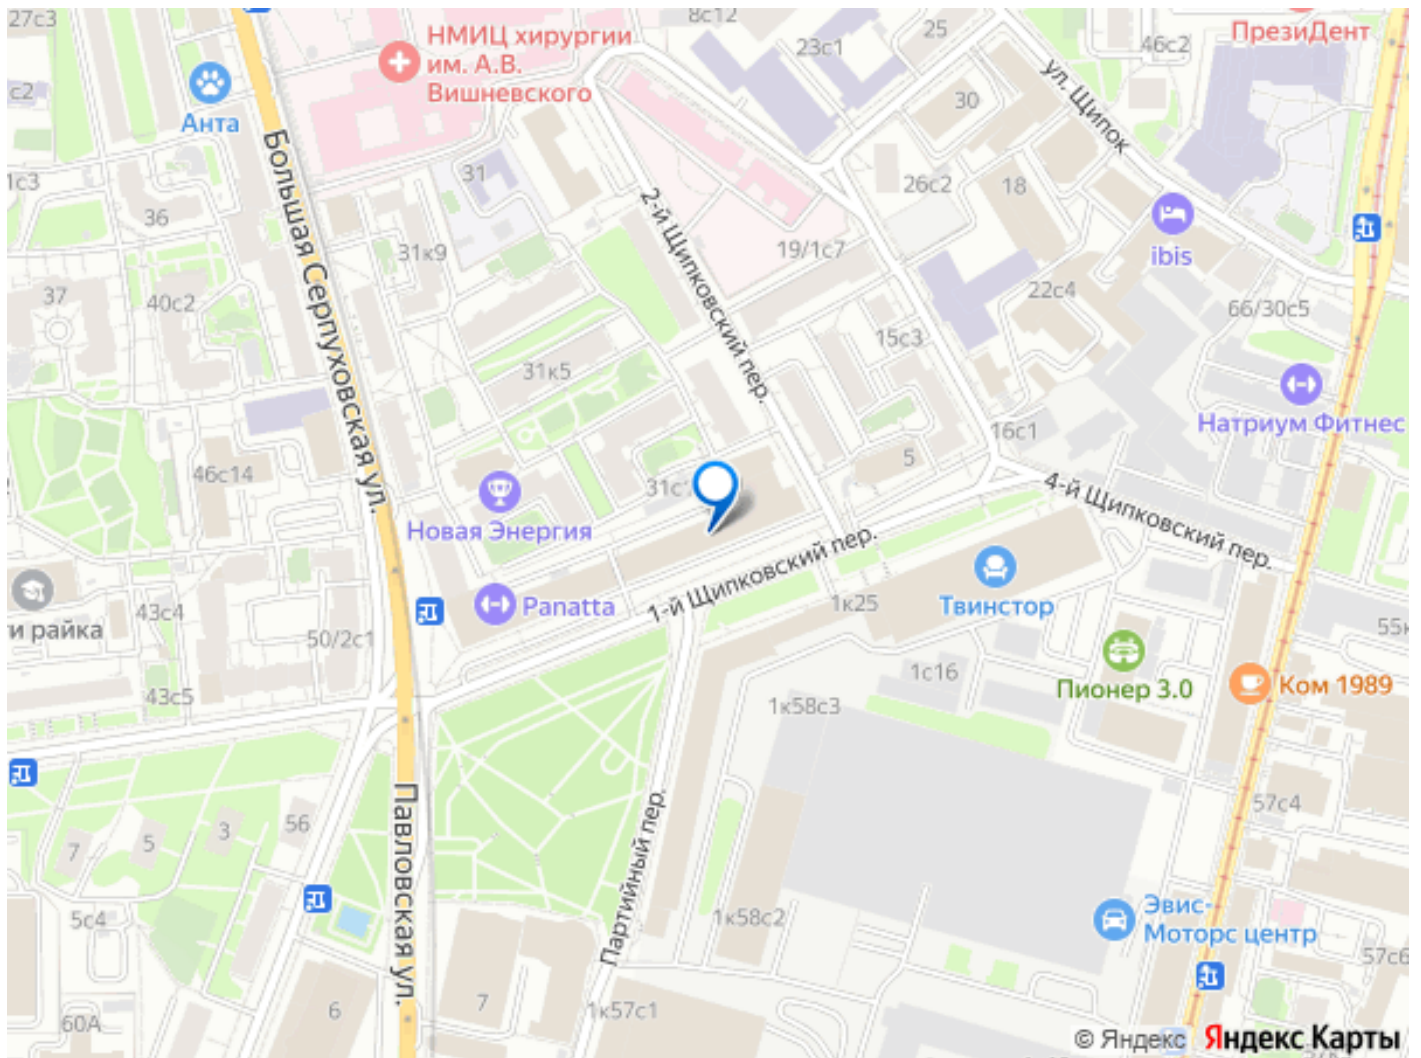 27с3
8с12
25
46с2
ПрезиДент
НМИЦ хирургии
им. А.В.
Вишневского
23с1
с2
Анта
30
ул. Щипок
Большая Серпуховская ул.
1с3
31
26с2
18
36
2-й Щипковский пер.
31к9
19/1с7
ibis
37
40с2
22с4
66/30с5
15с3
31к5
Натриум Фитнес
16с1
5
46с14
31с
4-й Щипковский пер.
Новая Энергия
1-й Щипковский пер.
Panatta
1к25
Твинстор
43с4
ти райка
50/2с1
55к
1с16
Пионер 3.0
Ком 1989
43с5
1к58с3
Павловская ул.
Партийный пер.
57с4
56
3
5
7
5с4
1к58с2
Эвис-
Моторс центр
57с6
60А
6
7
1к57с1
© Яндекс Яндекс Карты